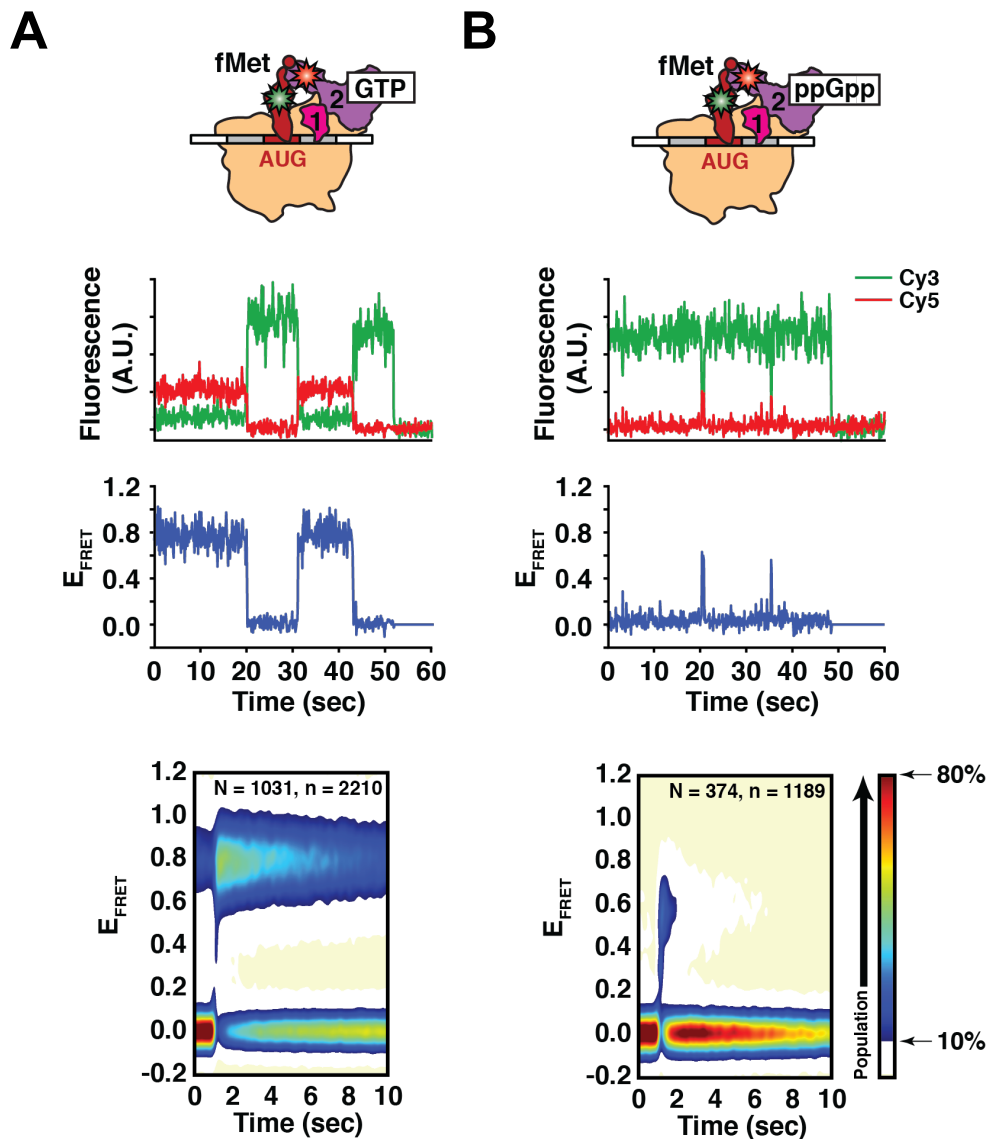 A
B
fMet
GTP
2
1
AUG
fMet
ppGpp
2
1
AUG
Fluorescence
(A.U.)
Fluorescence
(A.U.)
Cy3
Cy5
1.2
0.8
0.4
0.0
EFRET
0 10 20 30 40 50 60
Time (sec)
1.2
0.8
0.4
0.0
EFRET
0 10 20 30 40 50 60
Time (sec)
1.2
1.0
0.8
0.6
0.4
0.2
0.0
-0.2
EFRET
N = 1031, n = 2210
0 2 4 6 8 10
Time (sec)
1.2
1.0
0.8
0.6
0.4
0.2
0.0
-0.2
EFRET
N = 374, n = 1189
0 2 4 6 8 10
Time (sec)
Population
80%
10%